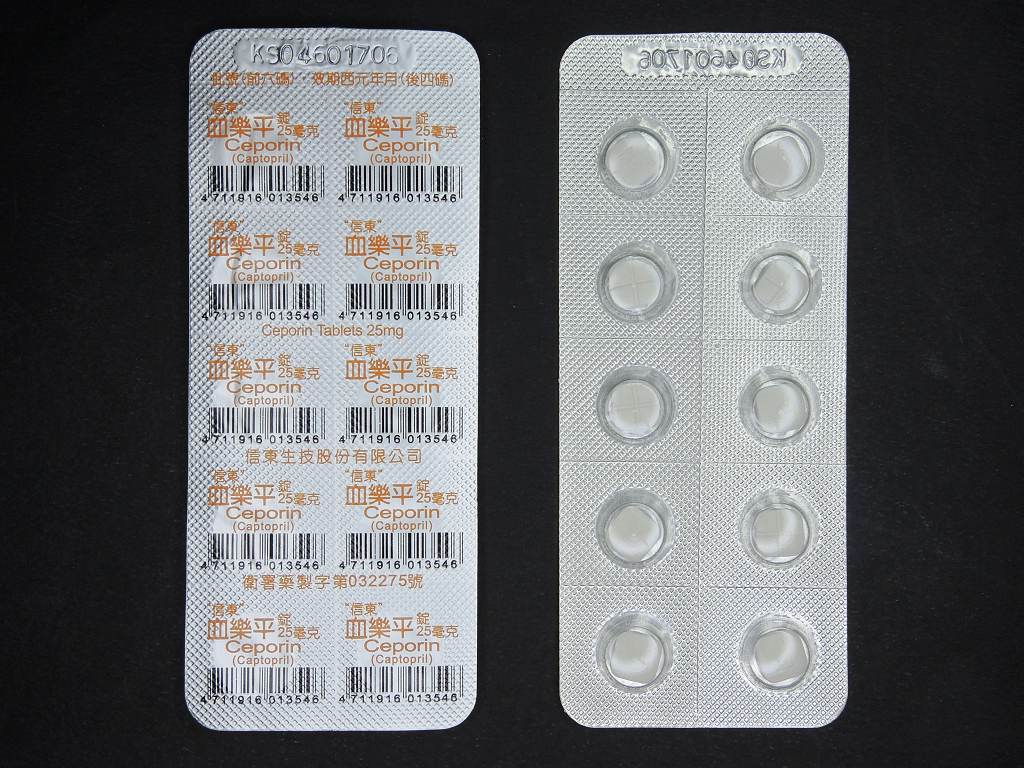 KS04601706
批號(前六碼)．效期西元年月(後四碼)
"信東" "信東"
血樂平錠25毫克 血樂平錠25毫克
Ceporin Ceporin
(Captopril) (Captopril)
4 711916 013546 4 711916 013546
"信東" "信東"
血樂平錠25毫克 血樂平錠25毫克
Ceporin Ceporin
(Captopril) (Captopril)
4 711916 013546 4 711916 013546
Ceporin Tablets 25mg
"信東" "信東"
血樂平錠25毫克 血樂平錠25毫克
Ceporin Ceporin
(Captopril) (Captopril)
4 711916 013546 4 711916 013546
信東生技股份有限公司
"信東" "信東"
血樂平錠25毫克 血樂平錠25毫克
Ceporin Ceporin
(Captopril) (Captopril)
4 711916 013546 4 711916 013546
衛署藥製字第032275號
"信東" "信東"
血樂平錠25毫克 血樂平錠25毫克
Ceporin Ceporin
(Captopril) (Captopril)
4 711916 013546 4 711916 013546
KS04601706